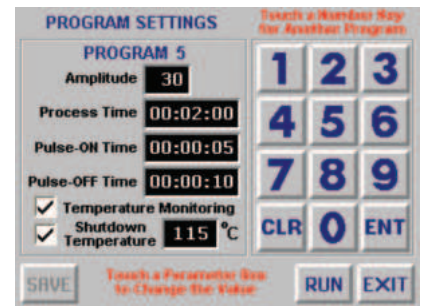 PROGRAM SETTINGS
Touch a Number Key
for Another Program
PROGRAM 5
Amplitude 30
Process Time 00:02:00
Pulse-ON Time 00:00:05
Pulse-OFF Time 00:00:10
Temperature Monitoring
Shutdown
Temperature 115 °C
1 2 3
4 5 6
7 8 9
CLR 0 ENT
SAVE
Touch a Parameter Box
to Change the Value
RUN EXIT